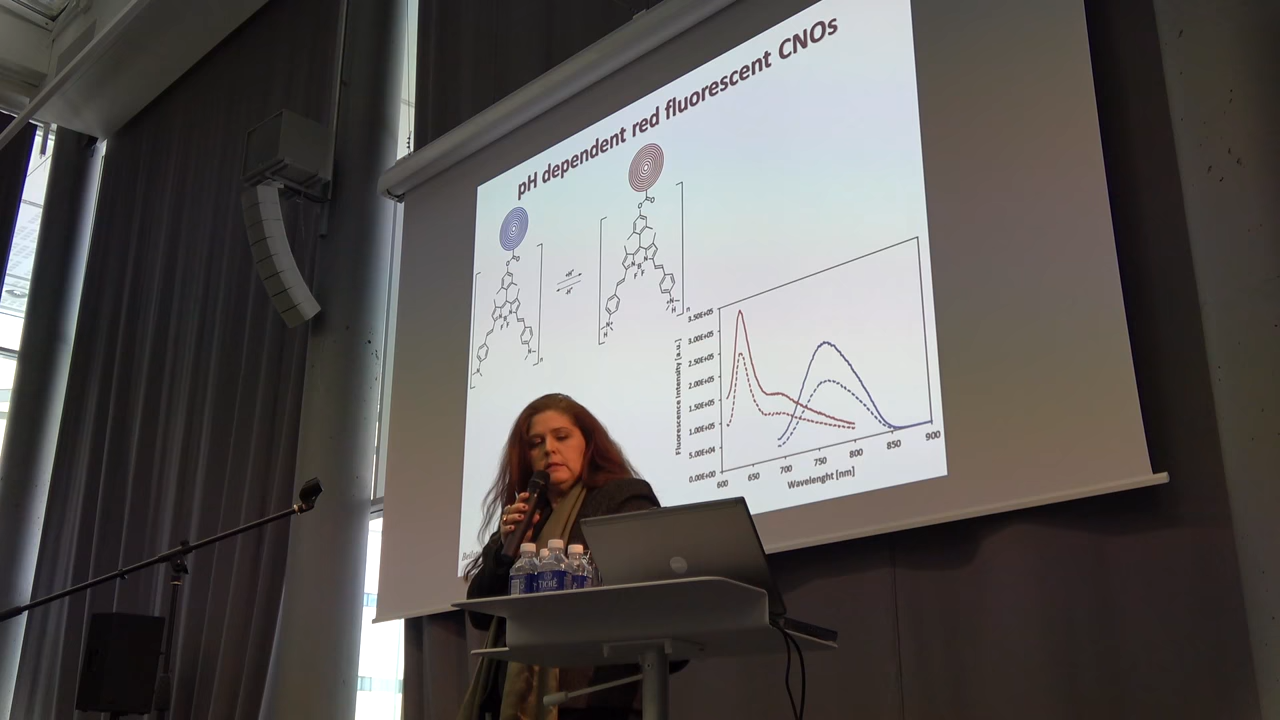 pH dependent red fluorescent CNOs
+H⁺
-H⁺
n
n
Fluorescence Intensity [a.u.]
3.50E+05
3.00E+05
2.50E+05
2.00E+05
1.50E+05
1.00E+05
5.00E+04
0.00E+00
600
650
700
750
800
850
900
Wavelenght [nm]